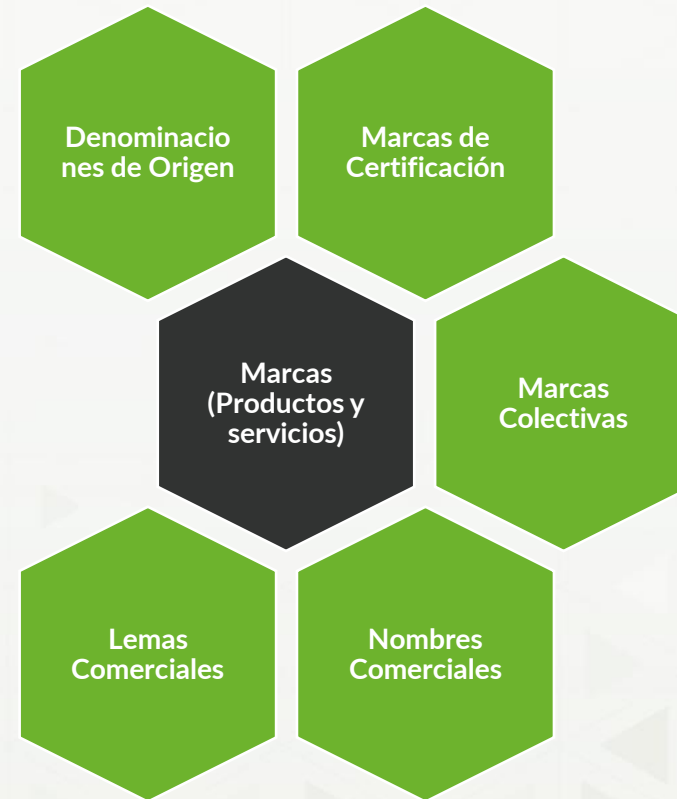 Denominacio
nes de Origen
Marcas de
Certificación
Marcas
(Productos y
servicios)
Marcas
Colectivas
Lemas
Comerciales
Nombres
Comerciales